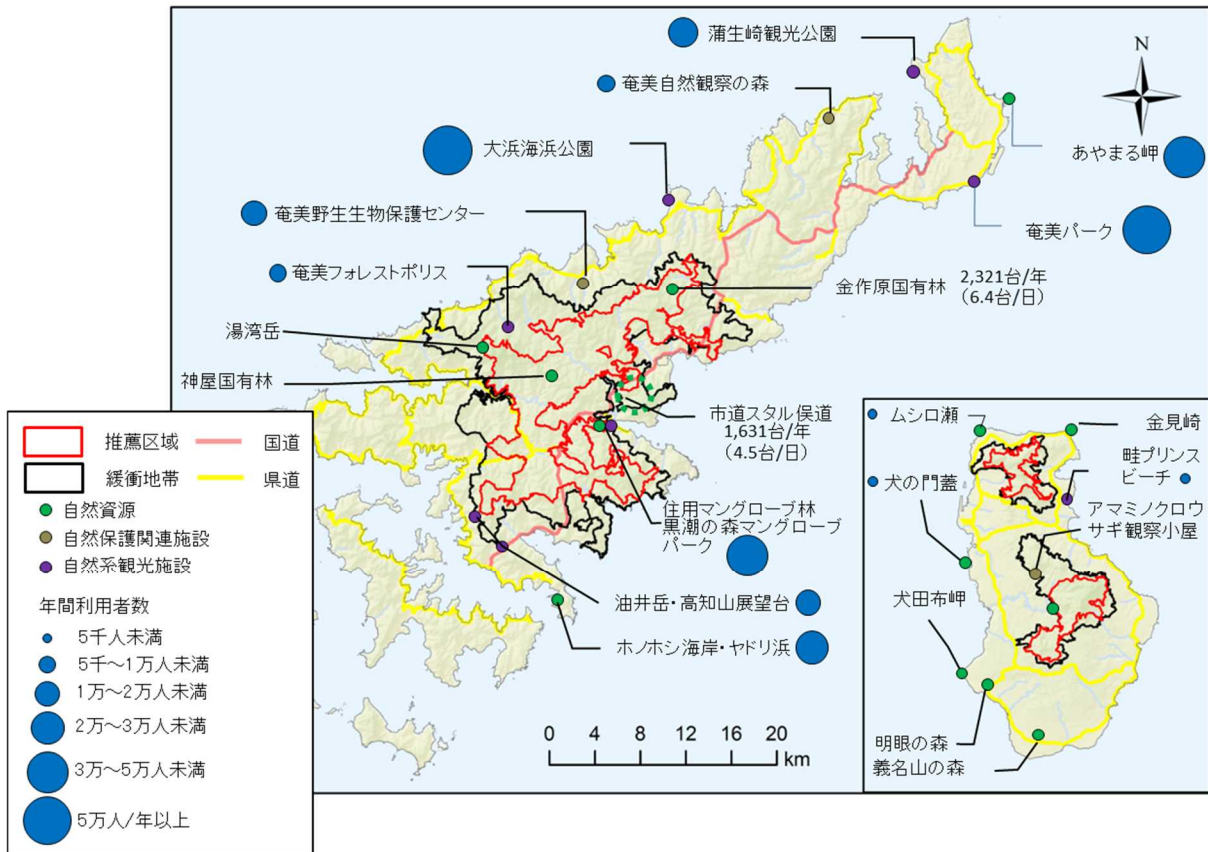 蒲生崎観光公園
N
奄美自然観察の森
大浜海浜公園
あやまる岬
奄美野生生物保護センター
奄美パーク
奄美フォレストポリス
金作原国有林
2,321台/年
(6.4台/日)
湯湾岳
神屋国有林
市道スタル俣道
1,631台/年
(4.5台/日)
住用マングローブ林
黒潮の森マングローブ
パーク
油井岳・高知山展望台
ホノホシ海岸・ヤドリ浜
0 4 8 12 16 20
km
推薦区域
国道
緩衝地帯
県道
自然資源
自然保護関連施設
自然系観光施設
年間利用者数
5千人未満
5千～1万人未満
1万～2万人未満
2万～3万人未満
3万～5万人未満
5万人/年以上
ムシロ瀬
金見崎
畦プリンス
ビーチ
犬の門蓋
アマミノクロウ
サギ観察小屋
犬田布岬
明眼の森
義名山の森